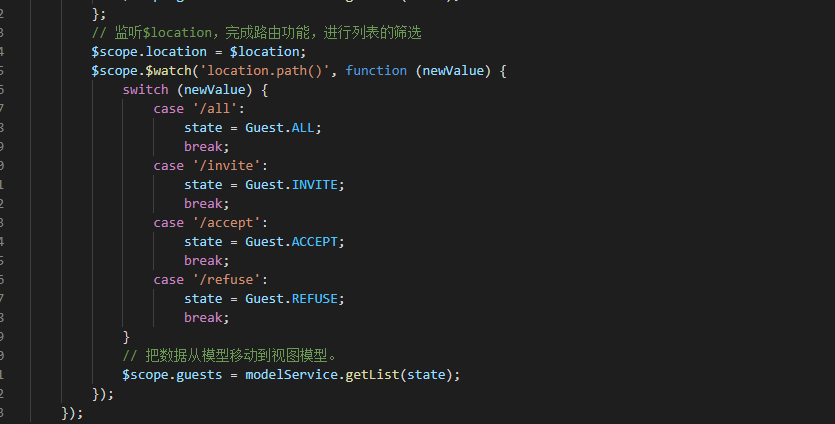 };
// 监听$location，完成路由功能，进行列表的筛选
$scope.location = $location;
$scope.$watch('location.path()', function (newValue) {
switch (newValue) {
case '/all':
state = Guest.ALL;
break;
case '/invite':
state = Guest.INVITE;
break;
case '/accept':
state = Guest.ACCEPT;
break;
case '/refuse':
state = Guest.REFUSE;
break;
}
// 把数据从模型移动到视图模型。
$scope.guests = modelService.getList(state);
});
});